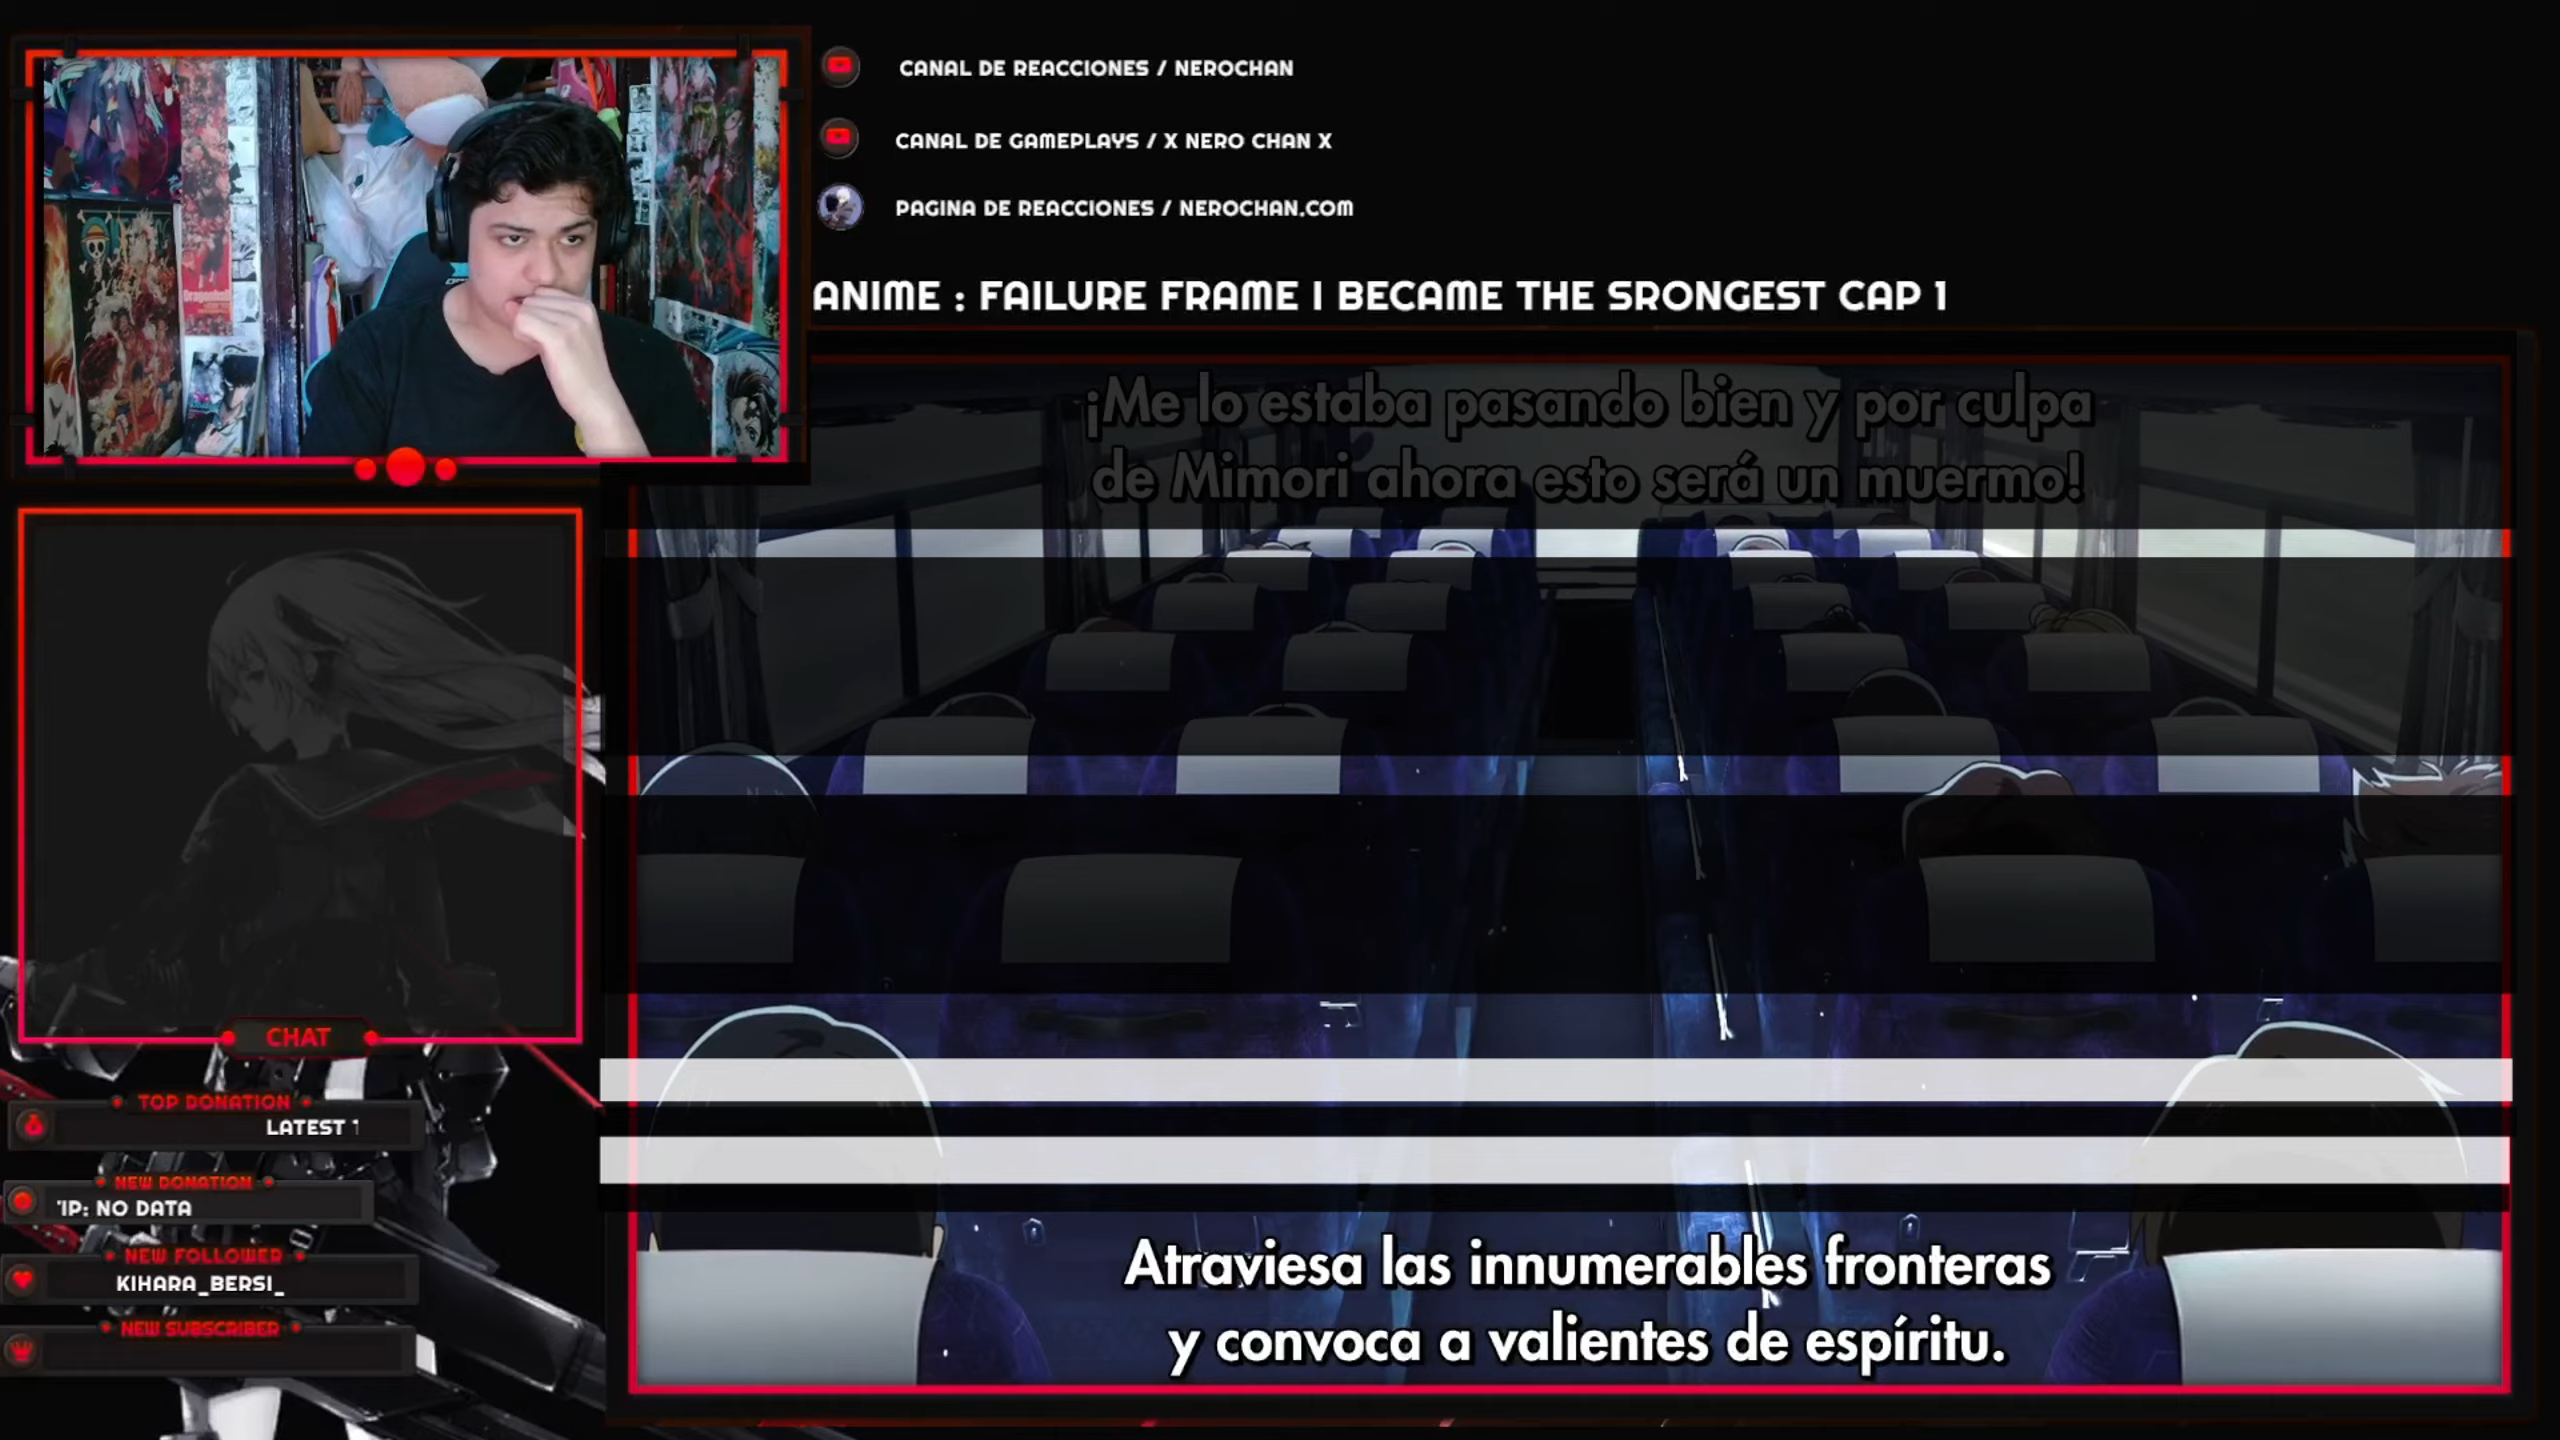 CANAL DE REACCIONES / NEROCHAN
CANAL DE GAMEPLAYS / X NERO CHAN X
PAGINA DE REACCIONES / NEROCHAN.COM
ANIME : FAILURE FRAME I BECAME THE SRONGEST CAP 1
¡Me lo estaba pasando bien y por culpa
de Mimori ahora esto será un muermo!
CHAT
TOP DONATION
LATEST
NEW DONATION
IP: NO DATA
NEW FOLLOWER
KIHARA_BERSI_
NEW SUBSCRIBER
Atraviesa las innumerables fronteras
y convoca a valientes de espíritu.